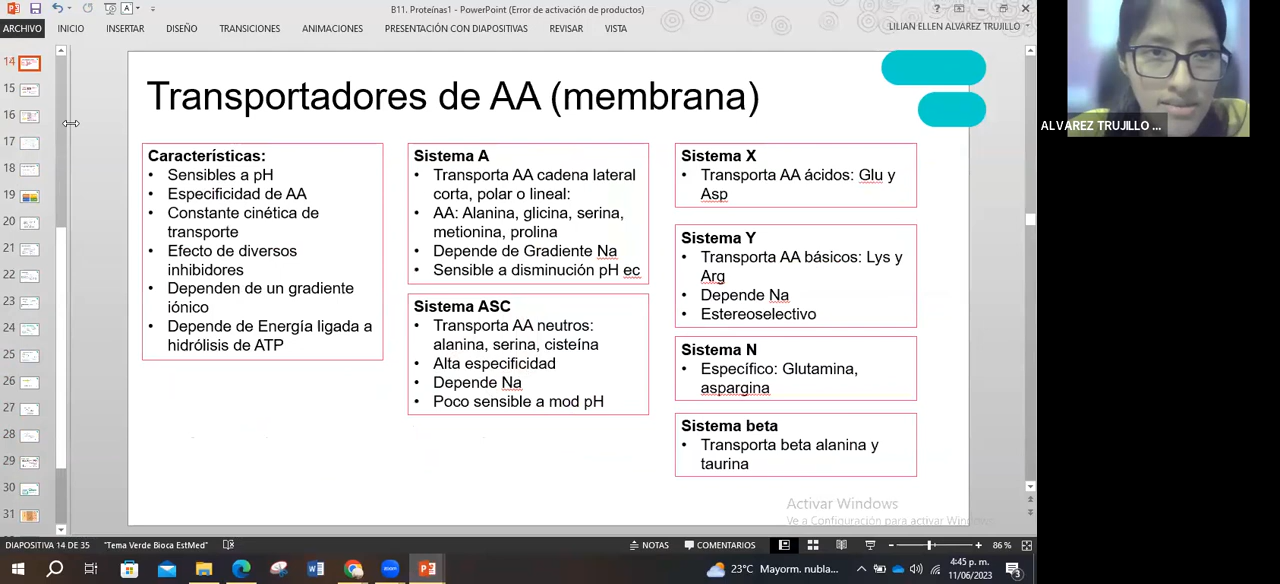 B11. Proteínas1 - PowerPoint (Error de activación de productos)
ARCHIVO INICIO INSERTAR DISEÑO TRANSICIONES ANIMACIONES PRESENTACIÓN CON DIAPOSITIVAS REVISAR VISTA LILIAN ELLEN ALVAREZ TRUJILLO
14
15
16
17
18
19
20
21
22
23
24
25
26
27
28
29
30
31
Transportadores de AA (membrana)
Características:
• Sensibles a pH
• Especificidad de AA
• Constante cinética de
transporte
• Efecto de diversos
inhibidores
• Dependen de un gradiente
iónico
• Depende de Energía ligada a
hidrólisis de ATP
Sistema A
• Transporta AA cadena lateral
corta, polar o lineal:
• AA: Alanina, glicina, serina,
metionina, prolina
• Depende de Gradiente Na
• Sensible a disminución pH ec
Sistema ASC
• Transporta AA neutros:
alanina, serina, cisteína
• Alta especificidad
• Depende Na
• Poco sensible a mod pH
Sistema X
• Transporta AA ácidos: Glu y
Asp
Sistema Y
• Transporta AA básicos: Lys y
Arg
• Depende Na
• Estereoselectivo
Sistema N
• Específico: Glutamina,
aspargina
Sistema beta
• Transporta beta alanina y
taurina
Activar Windows
Ve a Configuración para activar Windows
ALVAREZ TRUJILLO ...
DIAPOSITIVA 14 DE 35 "Tema Verde Bioca EstMed" NOTAS COMENTARIOS 86 %
zoom
23°C Mayorm. nubla...
4:45 p. m.
11/06/2023
3